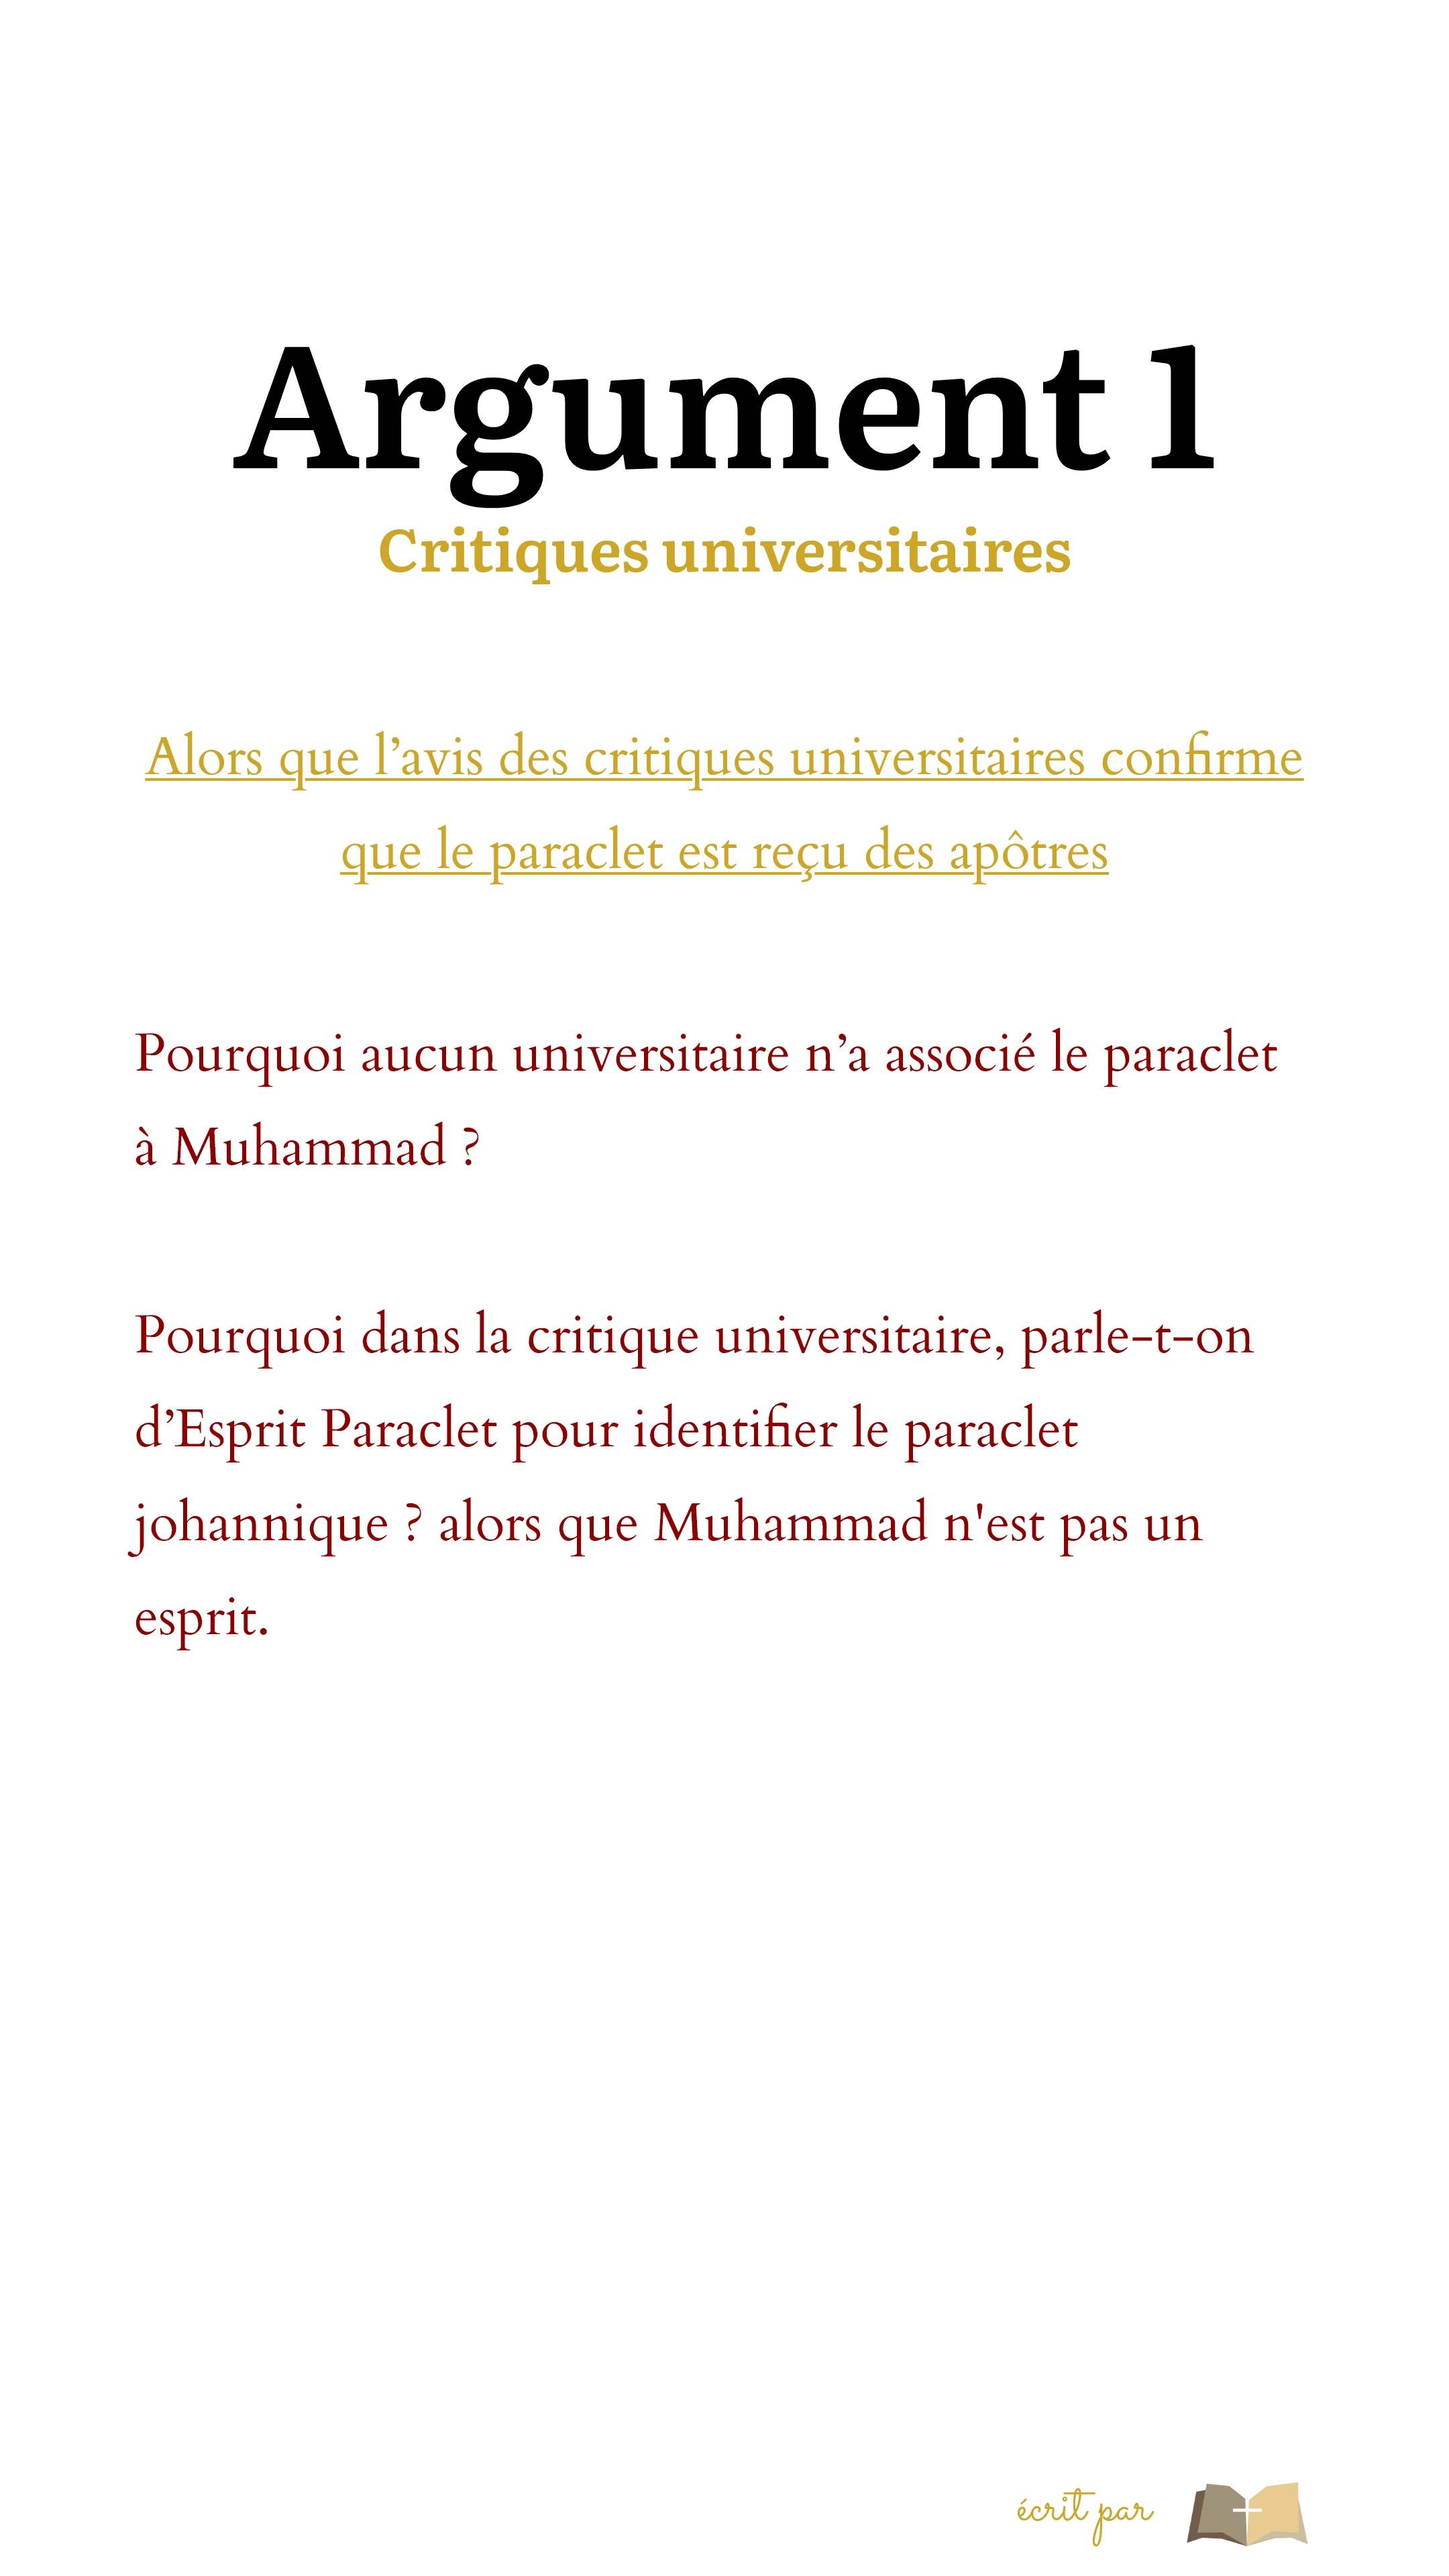 Argument 1
Critiques universitaires
Alors que l’avis des critiques universitaires confirme
que le paraclet est reçu des apôtres
Pourquoi aucun universitaire n’a associé le paraclet
à Muhammad ?
Pourquoi dans la critique universitaire, parle-t-on
d’Esprit Paraclet pour identifier le paraclet
johannique ? alors que Muhammad n'est pas un
esprit.
écrit par